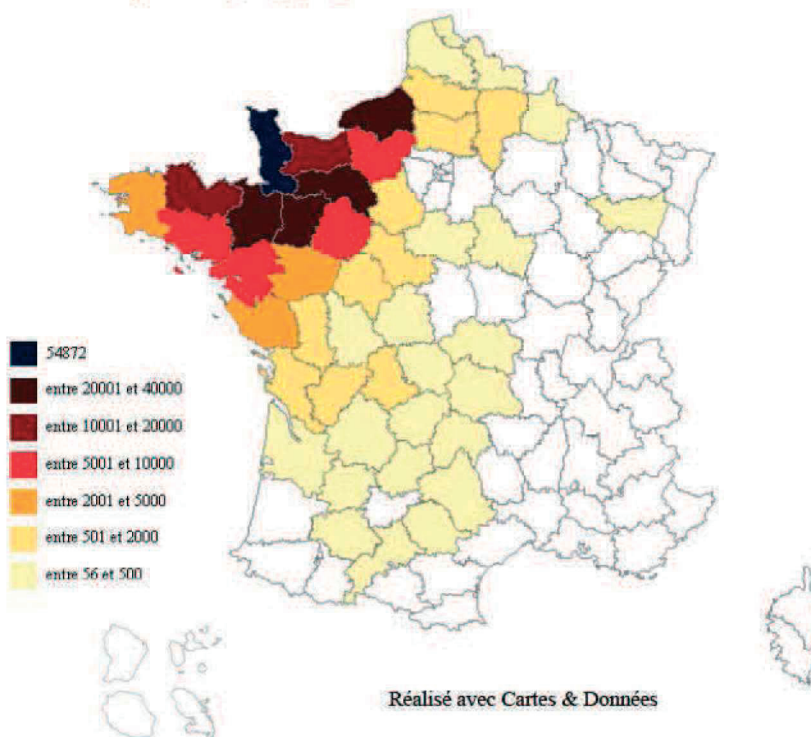 54872
entre 20001 et 40000
entre 10001 et 20000
entre 5001 et 10000
entre 2001 et 5000
entre 501 et 2000
entre 56 et 500
Réalisé avec Cartes & Données